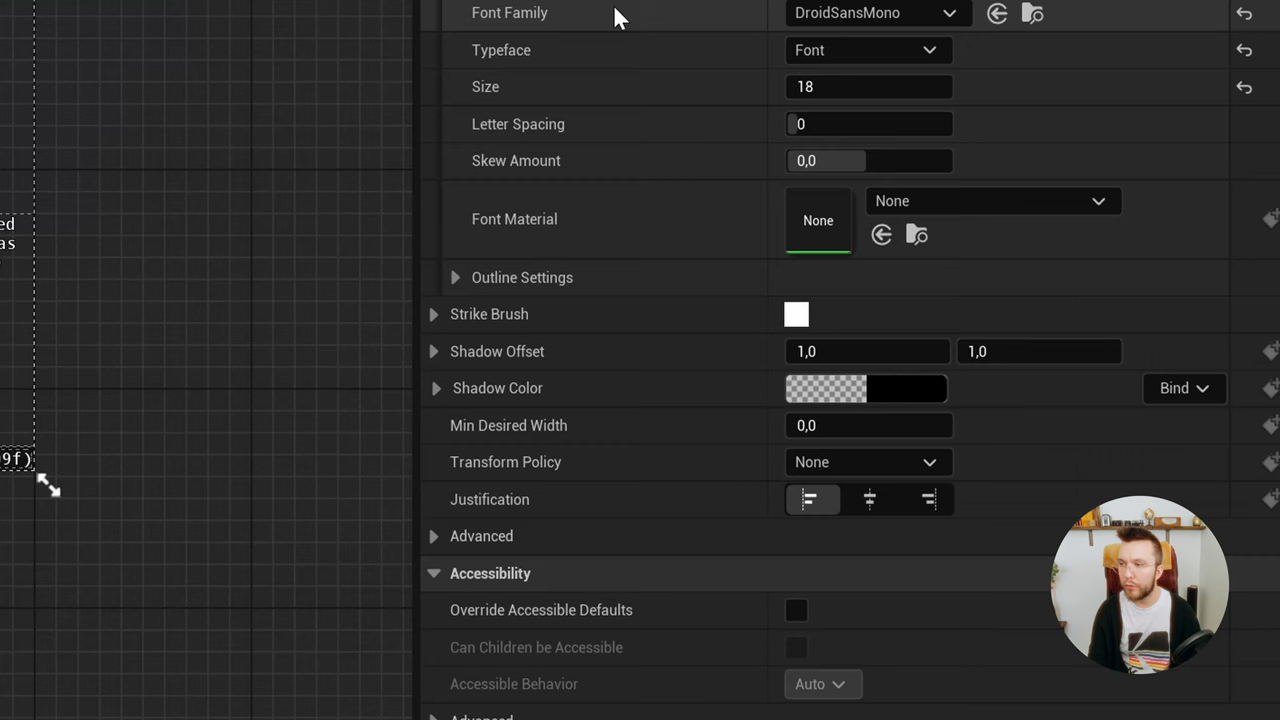 Font Family DroidSansMono
Typeface Font
Size 18
Letter Spacing 0
Skew Amount 0,0
None
Font Material None
ed
as
Outline Settings
Strike Brush
Shadow Offset 1,0 1,0
Shadow Color Bind
Min Desired Width 0,0
9f) Transform Policy None
Justification
Advanced
Accessibility
Override Accessible Defaults
Can Children be Accessible
Accessible Behavior Auto
Advanced